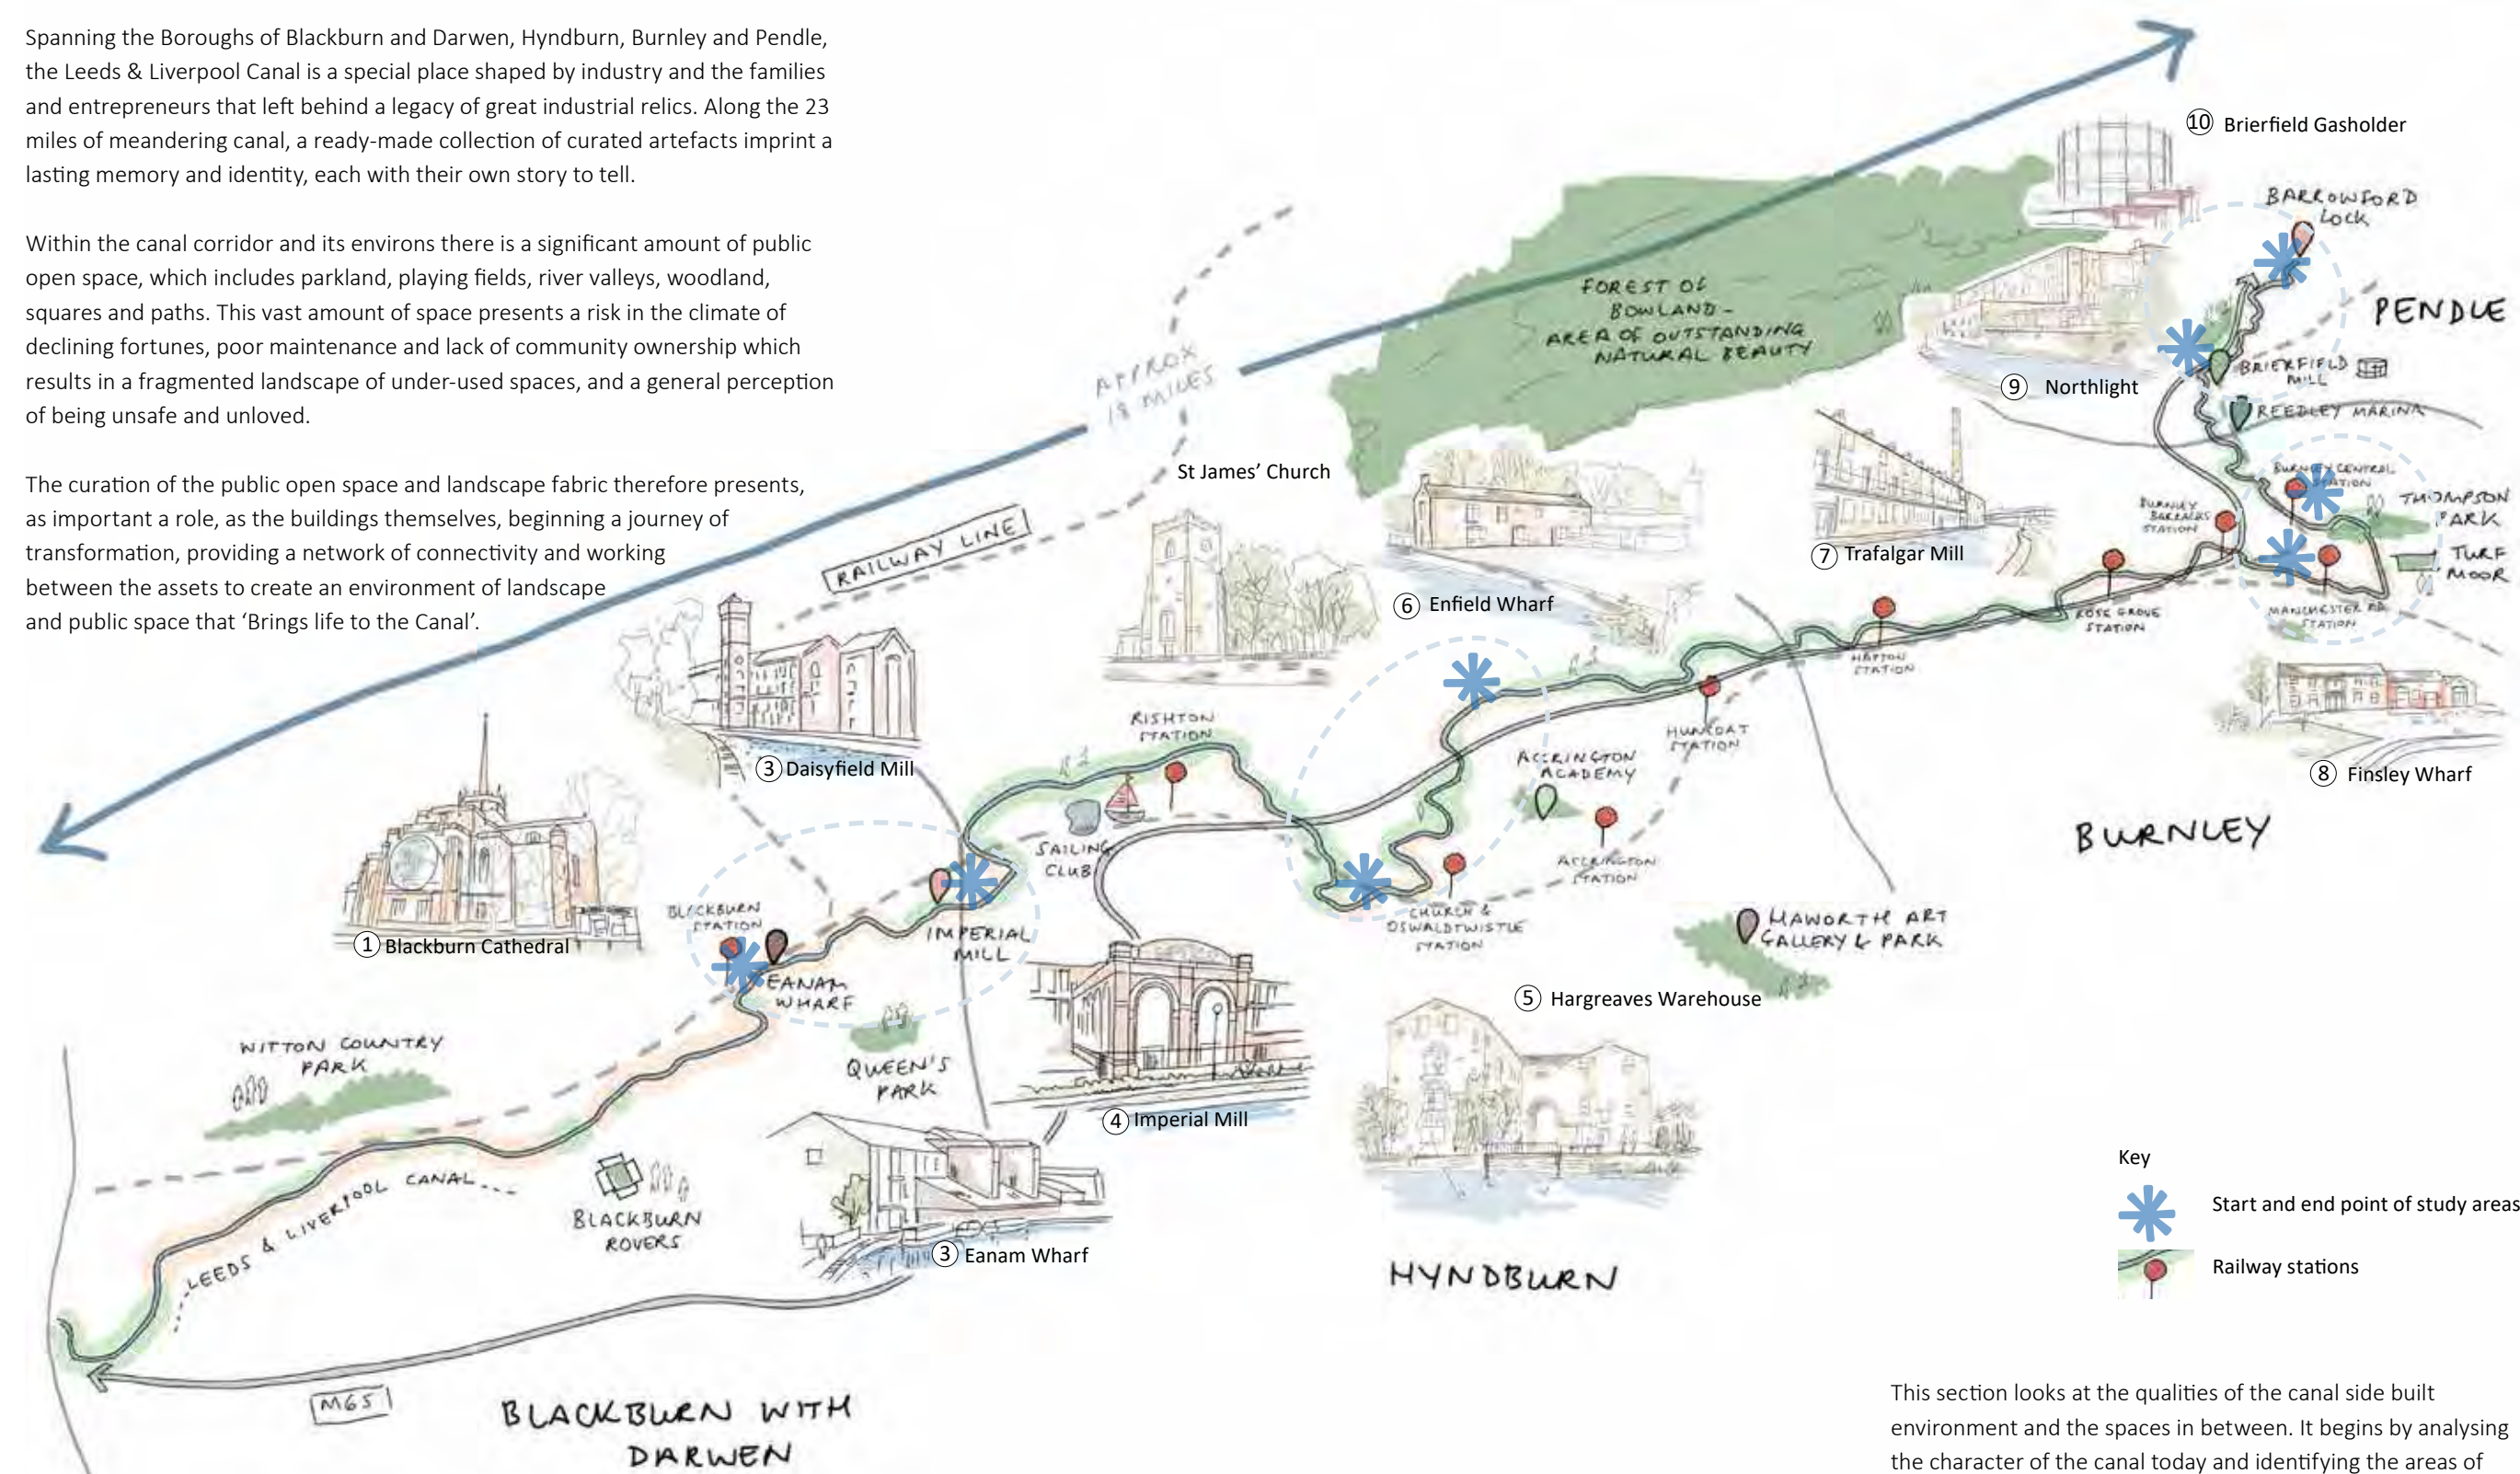 Spanning the Boroughs of Blackburn and Darwen, Hyndburn, Burnley and Pendle,
the Leeds & Liverpool Canal is a special place shaped by industry and the families
and entrepreneurs that left behind a legacy of great industrial relics. Along the 23
miles of meandering canal, a ready-made collection of curated artefacts imprint a
lasting memory and identity, each with their own story to tell.
Within the canal corridor and its environs there is a significant amount of public
open space, which includes parkland, playing fields, river valleys, woodland,
squares and paths. This vast amount of space presents a risk in the climate of
declining fortunes, poor maintenance and lack of community ownership which
results in a fragmented landscape of under-used spaces, and a general perception
of being unsafe and unloved.
The curation of the public open space and landscape fabric therefore presents,
as important a role, as the buildings themselves, beginning a journey of
transformation, providing a network of connectivity and working
between the assets to create an environment of landscape
and public space that ‘Brings life to the Canal’.
APPROX
18 MILES
RAILWAY LINE
FOREST OF
BOWLAND -
AREA OF OUTSTANDING
NATURAL BEAUTY
10 Brierfield Gasholder
BARROWFORD
LOCK
PENDLE
BRIERFIELD
MILL
9 Northlight
REEDLEY MARINA
BURNLEY CENTRAL
STATION
THOMPSON
PARK
BURNLEY
BARRACKS
STATION
TURF
MOOR
MANCHESTER RD
STATION
ROSE GROVE
STATION
HAPTON
STATION
7 Trafalgar Mill
St James’ Church
6 Enfield Wharf
8 Finsley Wharf
BURNLEY
HUNCOAT
STATION
ACCRINGTON
ACADEMY
ACCRINGTON
STATION
CHURCH &
OSWALDTWISTLE
STATION
HAWORTH ART
GALLERY & PARK
5 Hargreaves Warehouse
HYNDBURN
RISHTON
STATION
SAILING
CLUB
3 Daisyfield Mill
1 Blackburn Cathedral
BLACKBURN
STATION
EANAM
WHARF
IMPERIAL
MILL
QUEEN'S
PARK
4 Imperial Mill
3 Eanam Wharf
WITTON COUNTRY
PARK
LEEDS & LIVERPOOL CANAL....
BLACKBURN
ROVERS
M65
BLACKBURN WITH
DARWEN
Key
Start and end point of study areas
Railway stations
This section looks at the qualities of the canal side built
environment and the spaces in between. It begins by analysing
the character of the canal today and identifying the areas of